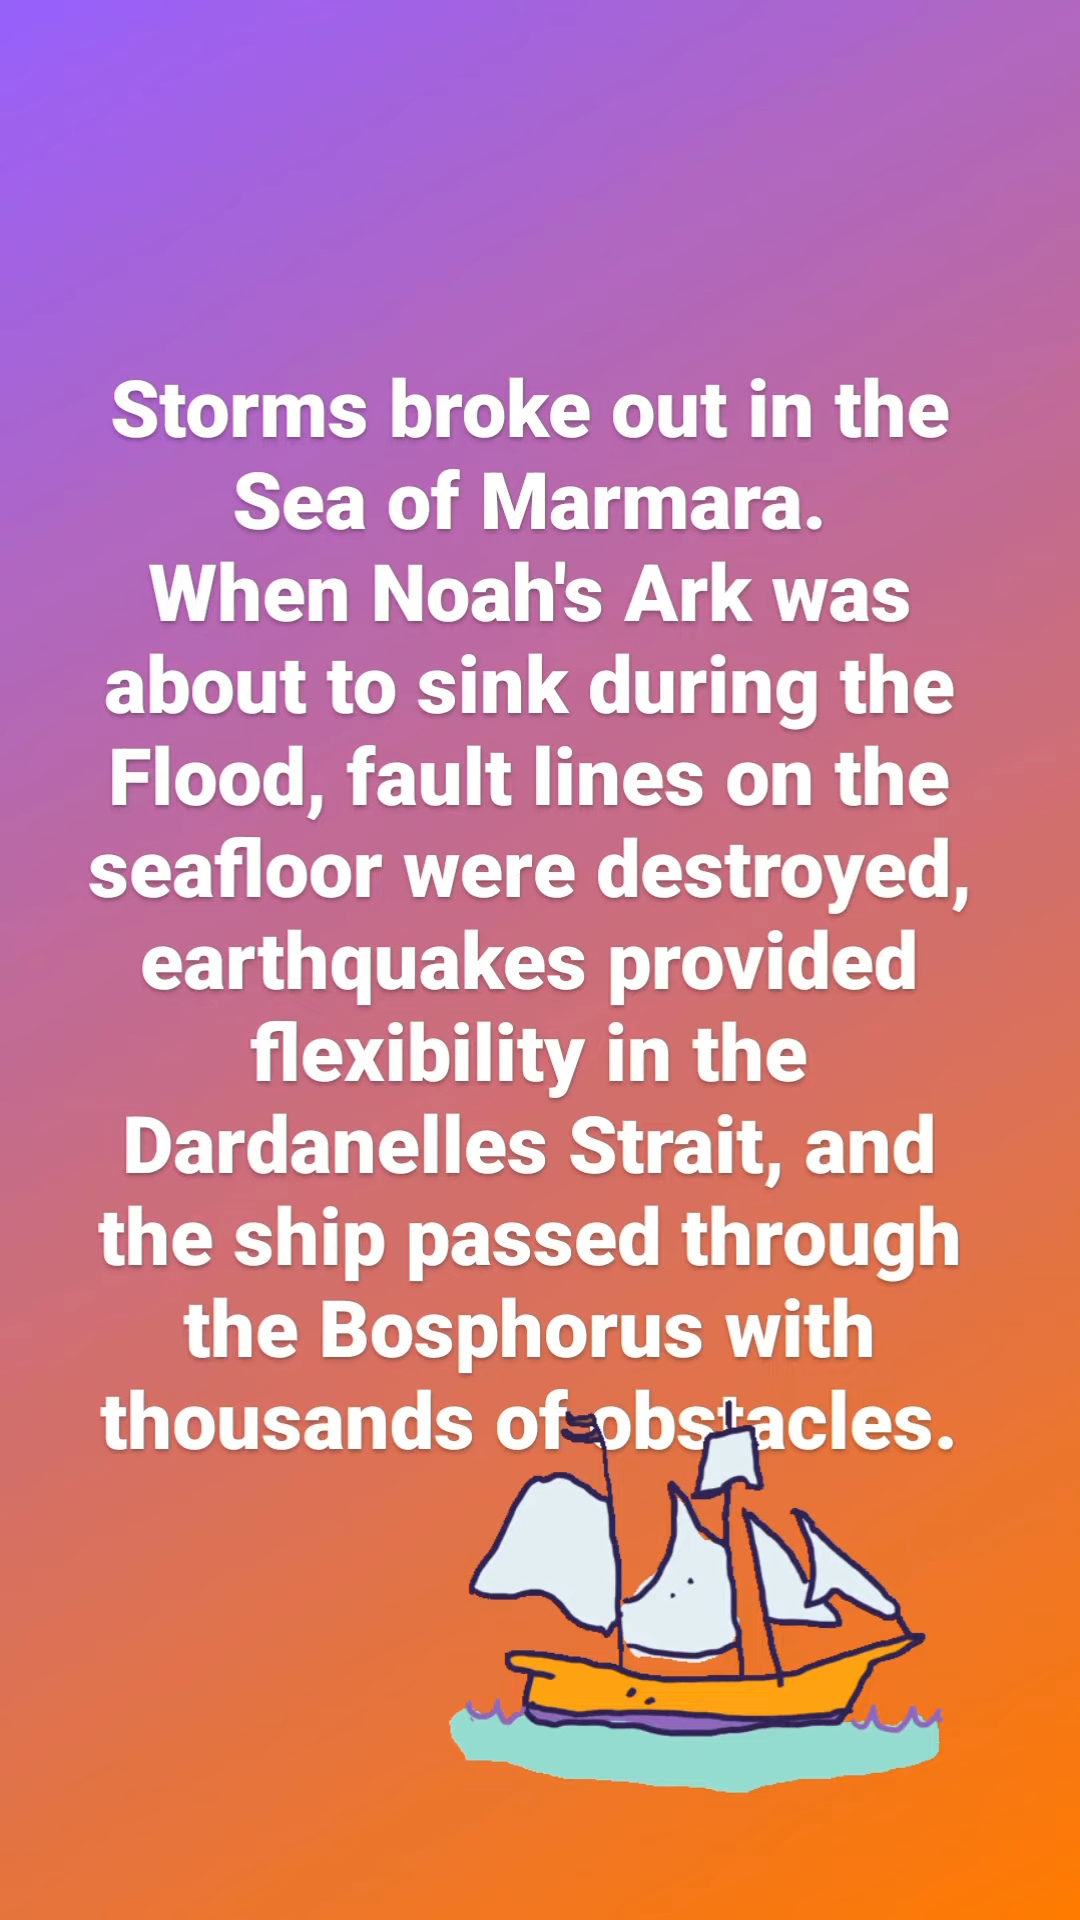 Storms broke out in the
Sea of Marmara.
When Noah's Ark was
about to sink during the
Flood, fault lines on the
seafloor were destroyed,
earthquakes provided
flexibility in the
Dardanelles Strait, and
the ship passed through
the Bosphorus with
thousands of obstacles.